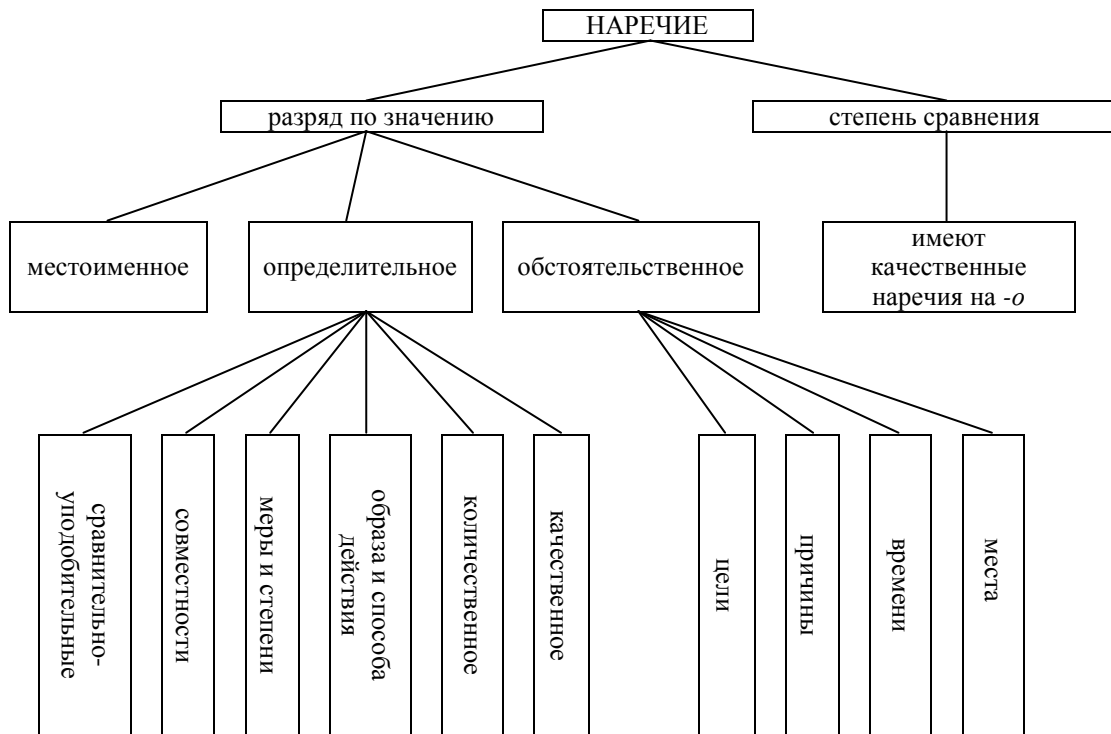 НАРЕЧИЕ
разряд по значению
степень сравнения
местоименное
определительное
обстоятельственное
имеют
качественные
наречия на -о
сравнительно-
уподобительные
совместности
меры и степени
образа и способа
действия
количественное
качественное
цели
причины
времени
места